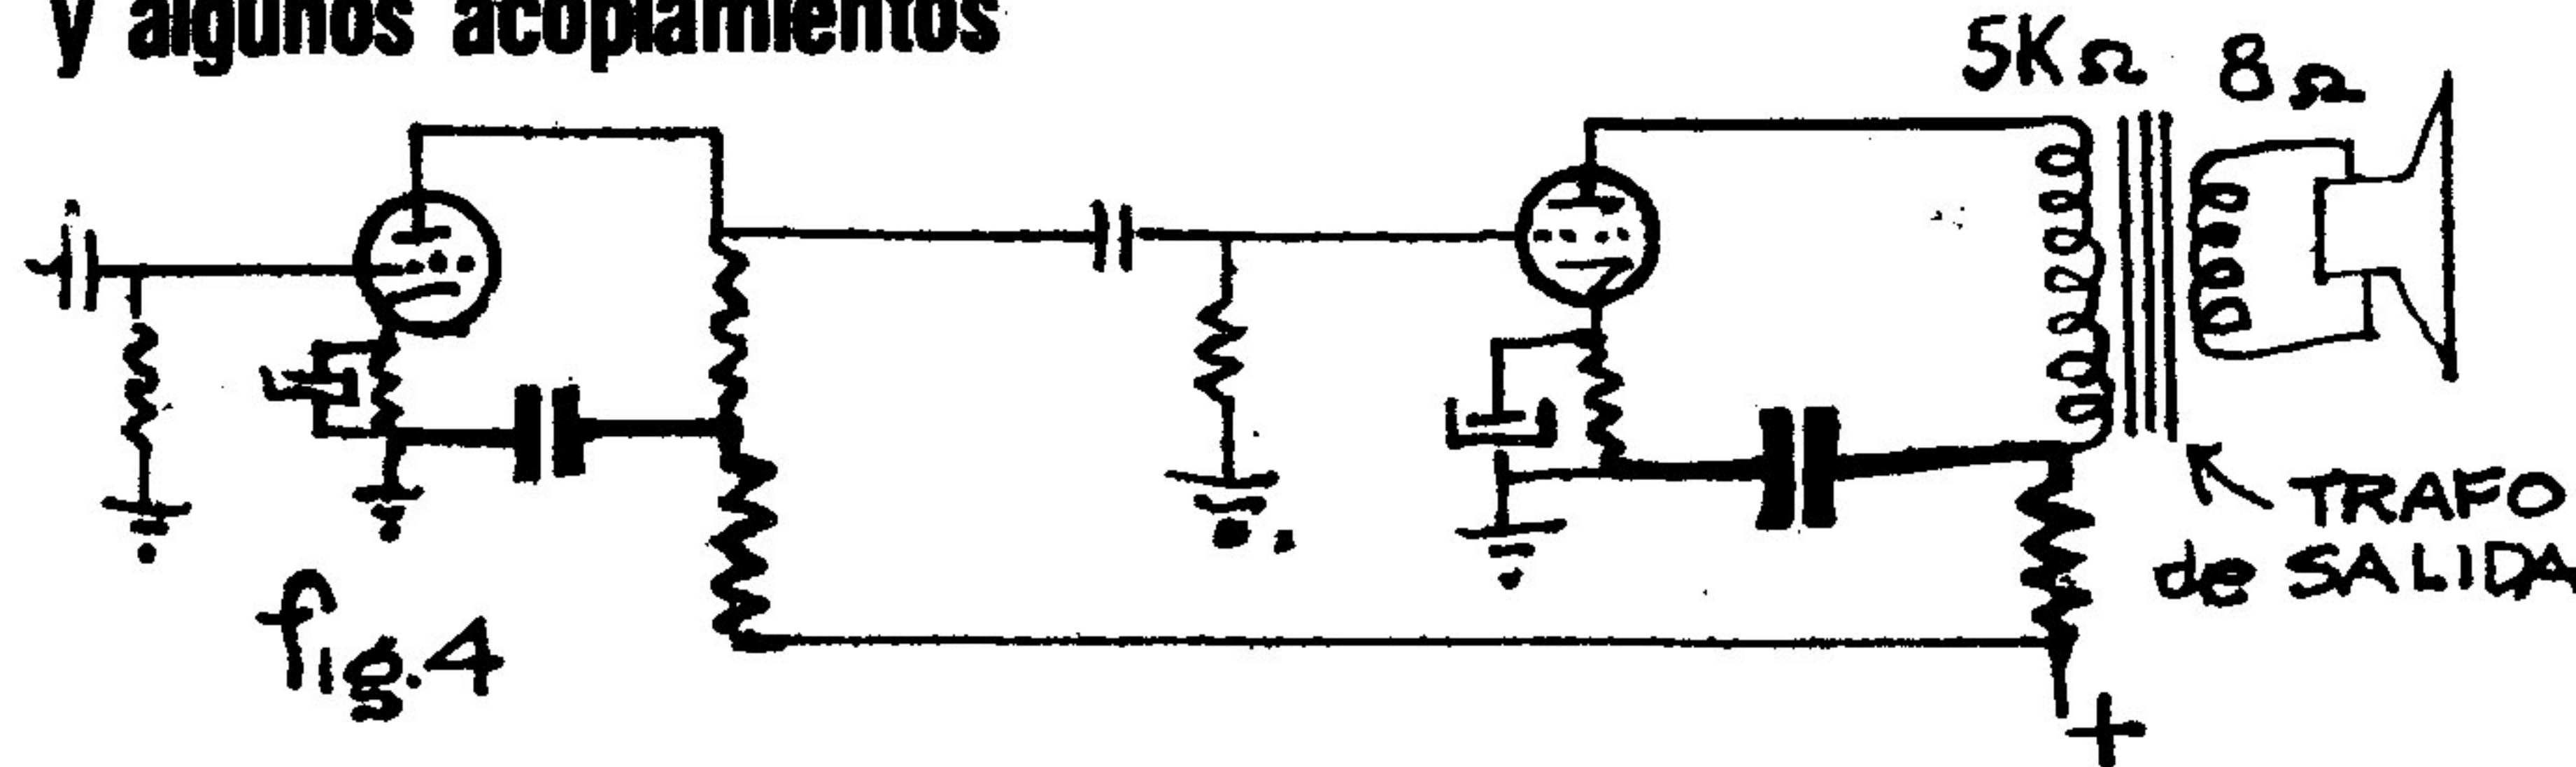 y algunos acoplamientos
5KΩ 8Ω
TRAFO
de SALIDA
fig.4
+